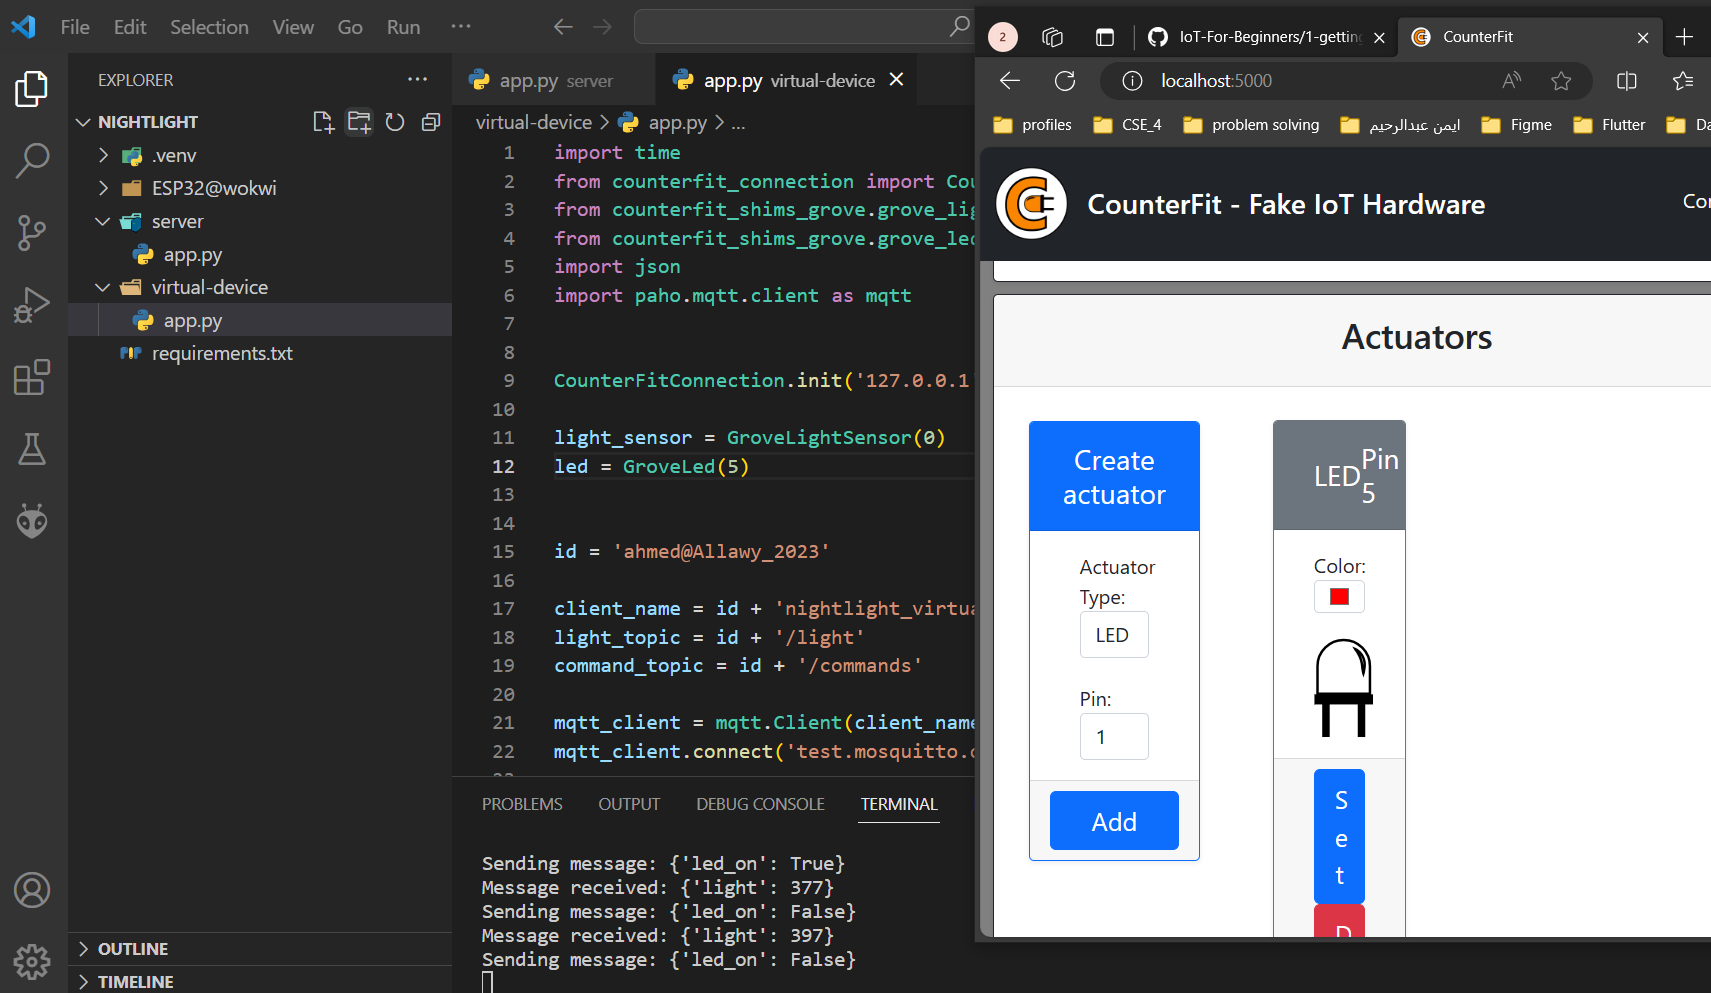 File Edit Selection View Go Run ···
EXPLORER ···
NIGHTLIGHT
.venv
ESP32@wokwi
server
app.py
virtual-device
app.py
requirements.txt
OUTLINE
TIMELINE
app.py server
app.py virtual-device
virtual-device > app.py > ...
1 import time
2 from counterfit_connection import Cou
3 from counterfit_shims_grove.grove_lig
4 from counterfit_shims_grove.grove_led
5 import json
6 import paho.mqtt.client as mqtt
7
8
9 CounterFitConnection.init('127.0.0.1'
10
11 light_sensor = GroveLightSensor(0)
12 led = GroveLed(5)
13
14
15 id = 'ahmed@Allawy_2023'
16
17 client_name = id + 'nightlight_virtua
18 light_topic = id + '/light'
19 command_topic = id + '/commands'
20
21 mqtt_client = mqtt.Client(client_name
22 mqtt_client.connect('test.mosquitto.o
PROBLEMS OUTPUT DEBUG CONSOLE TERMINAL
Sending message: {'led_on': True}
Message received: {'light': 377}
Sending message: {'led_on': False}
Message received: {'light': 397}
Sending message: {'led_on': False}
2
IoT-For-Beginners/1-getting
CounterFit
localhost:5000
profiles CSE_4 problem solving ايمن عبدالرحيم Figme Flutter Da
CounterFit - Fake IoT Hardware
Con
Actuators
Create
actuator
Actuator
Type:
LED
Pin:
1
Add
LED Pin
5
Color:
S
e
t
D